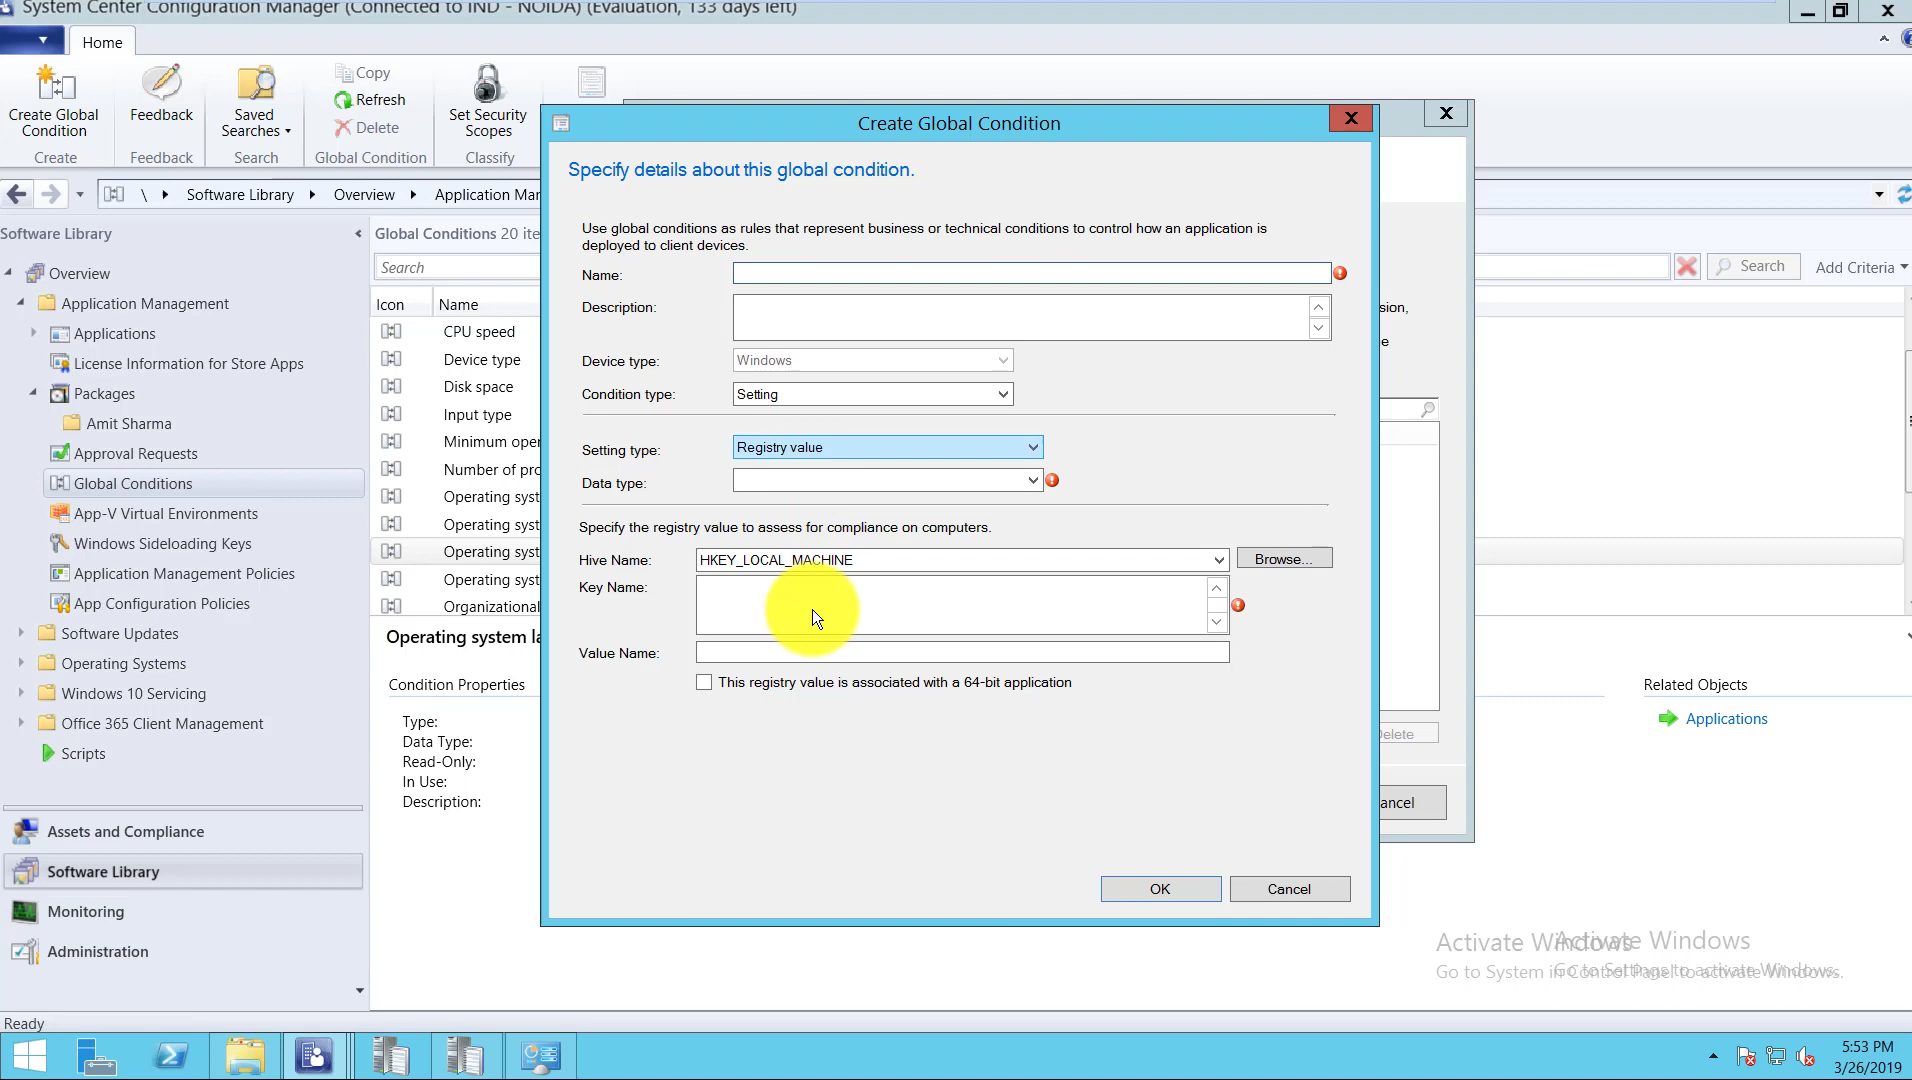 System Center Configuration Manager (Connected to IND - NOIDA) (Evaluation, 133 days left)
Home
Create Global
Condition
Create
Feedback
Feedback
Saved
Searches
Search
Copy
Refresh
Delete
Global Condition
Set Security
Scopes
Classify
\ Software Library Overview Application Mar
Software Library
Overview
Application Management
Applications
License Information for Store Apps
Packages
Amit Sharma
Approval Requests
Global Conditions
App-V Virtual Environments
Windows Sideloading Keys
Application Management Policies
App Configuration Policies
Software Updates
Operating Systems
Windows 10 Servicing
Office 365 Client Management
Scripts
Assets and Compliance
Software Library
Monitoring
Administration
Ready
Global Conditions 20 ite
Search
Search
Add Criteria
Icon Name
CPU speed
Device type
Disk space
Input type
Minimum oper
Number of pro
Operating syst
Operating syst
Operating syst
Operating syst
Organizational
Operating system la
Condition Properties
Type:
Data Type:
Read-Only:
In Use:
Description:
Related Objects
Applications
Create Global Condition
Specify details about this global condition.
Use global conditions as rules that represent business or technical conditions to control how an application is
deployed to client devices.
Name:
Description:
Device type: Windows
Condition type: Setting
Setting type: Registry value
Data type:
Specify the registry value to assess for compliance on computers.
Hive Name: HKEY_LOCAL_MACHINE Browse...
Key Name:
Value Name:
This registry value is associated with a 64-bit application
OK Cancel
sion,
e
Delete
ancel
Activate Windows
Go to System in Control Panel to activate Windows.
Activate Windows
Go to Settings to activate Windows.
5:53 PM
3/26/2019